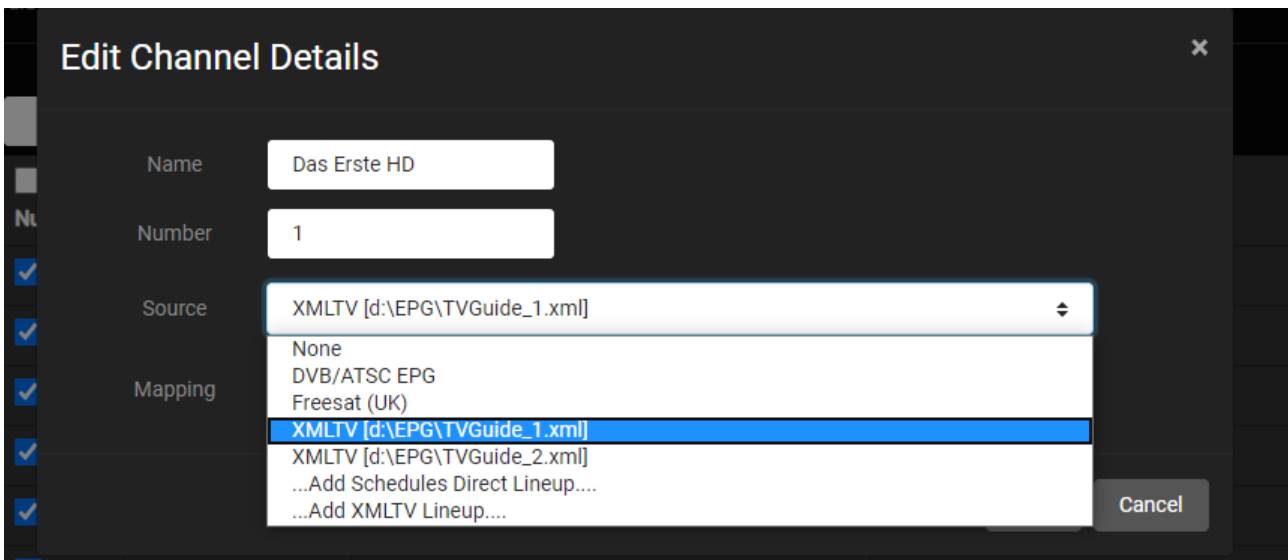 Edit Channel Details
×
Name
Das Erste HD
Number
1
Source
XMLTV [d:\EPG\TVGuide_1.xml]
None
DVB/ATSC EPG
Freesat (UK)
Mapping
XMLTV [d:\EPG\TVGuide_1.xml]
XMLTV [d:\EPG\TVGuide_2.xml]
...Add Schedules Direct Lineup....
...Add XMLTV Lineup....
Cancel